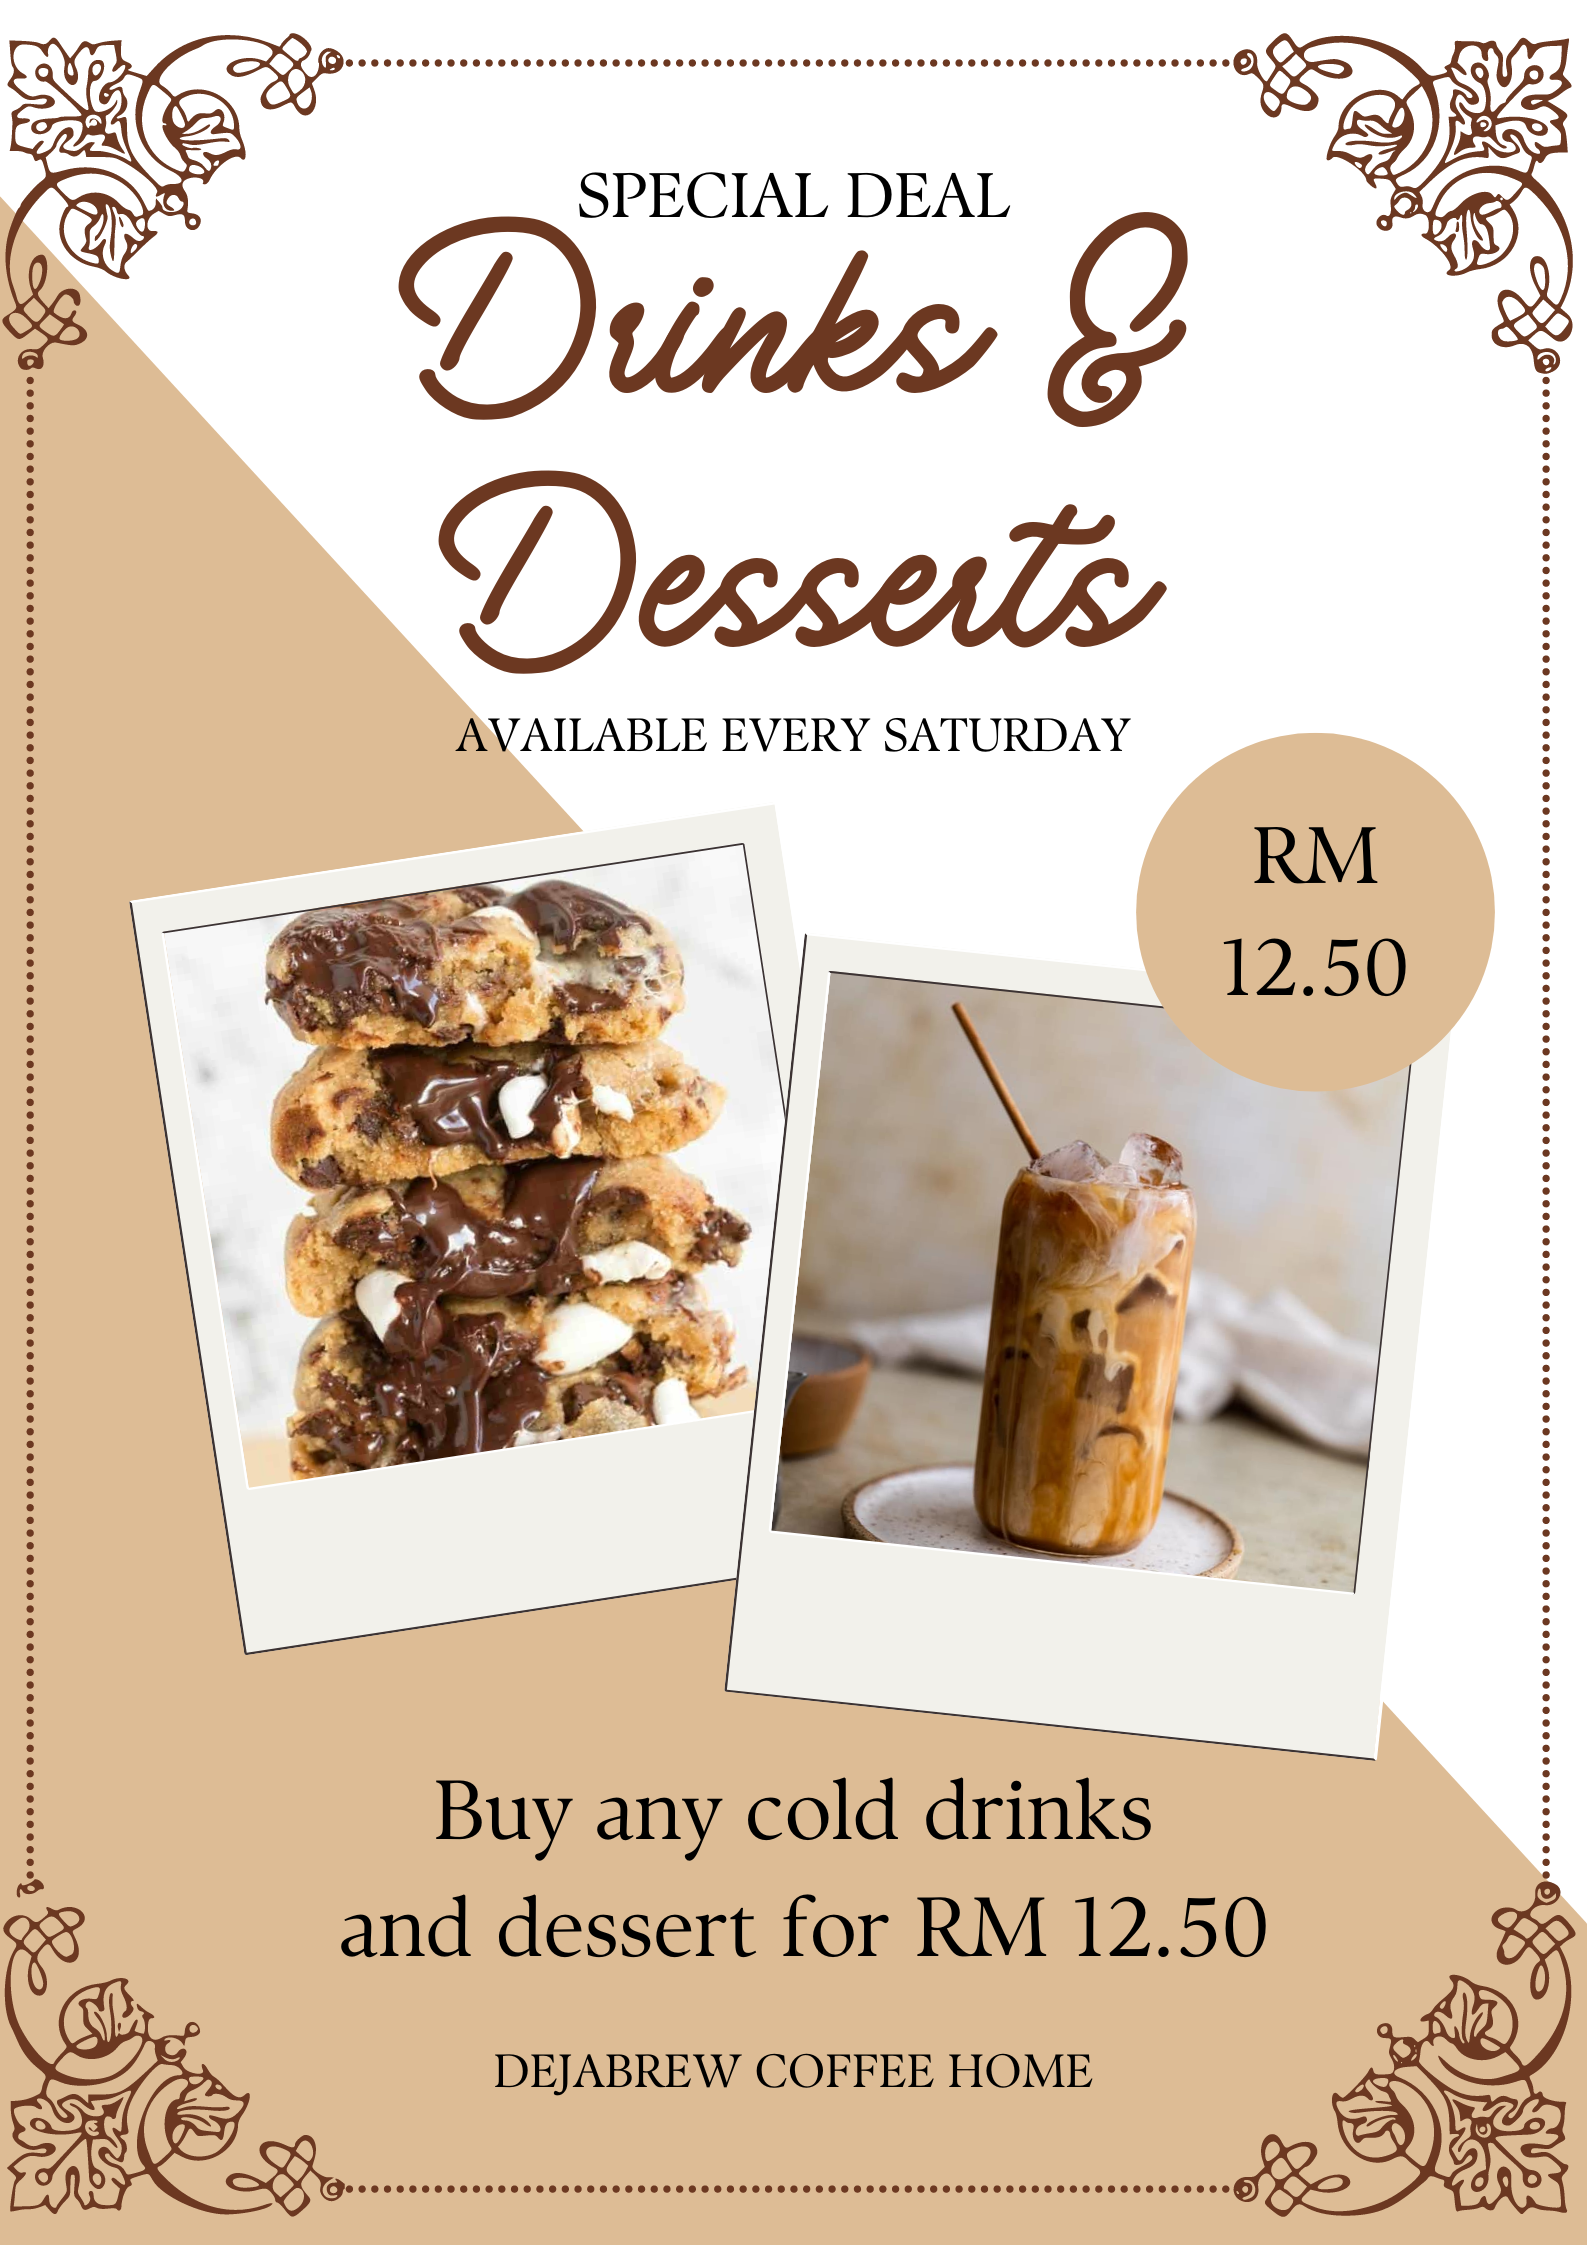 SPECIAL DEAL
Drinks &
Desserts
AVAILABLE EVERY SATURDAY
RM
12.50
Buy any cold drinks
and dessert for RM 12.50
DEJABREW COFFEE HOME